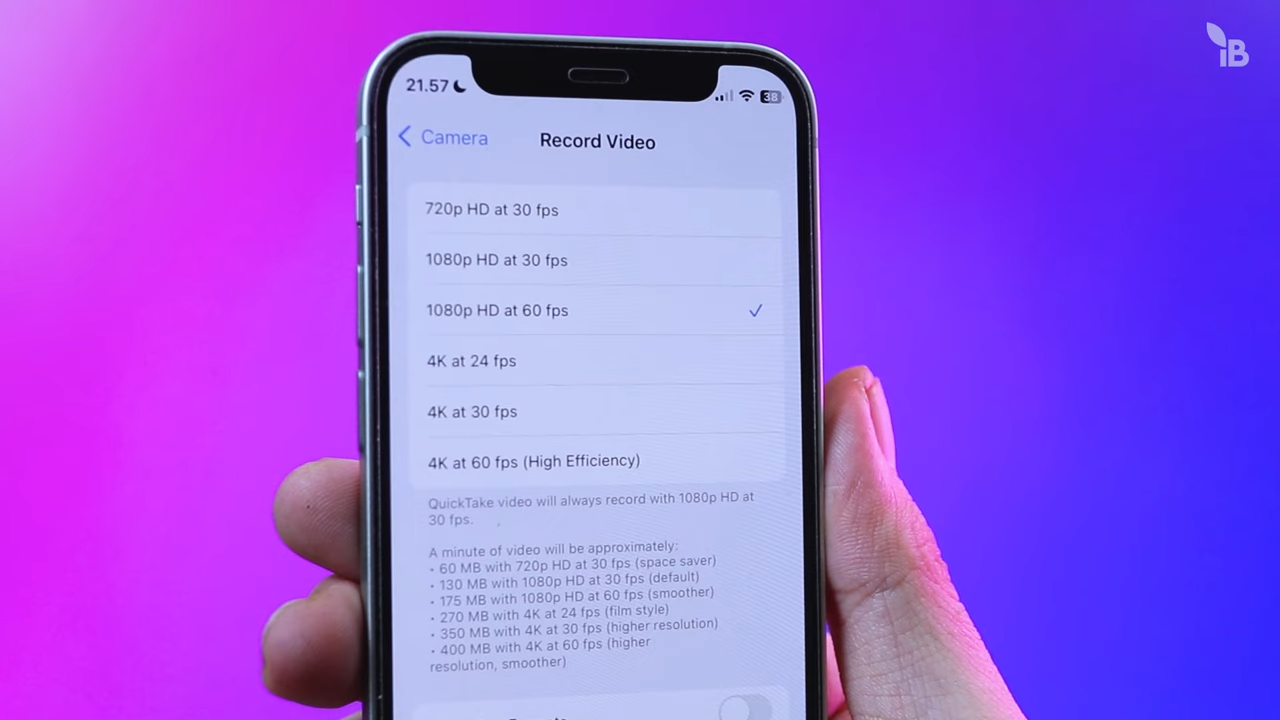 iB
21.57
38
Camera
Record Video
720p HD at 30 fps
1080p HD at 30 fps
1080p HD at 60 fps
4K at 24 fps
4K at 30 fps
4K at 60 fps (High Efficiency)
QuickTake video will always record with 1080p HD at
30 fps.
A minute of video will be approximately:
• 60 MB with 720p HD at 30 fps (space saver)
• 130 MB with 1080p HD at 30 fps (default)
• 175 MB with 1080p HD at 60 fps (smoother)
• 270 MB with 4K at 24 fps (film style)
• 350 MB with 4K at 30 fps (higher resolution)
• 400 MB with 4K at 60 fps (higher
resolution, smoother)